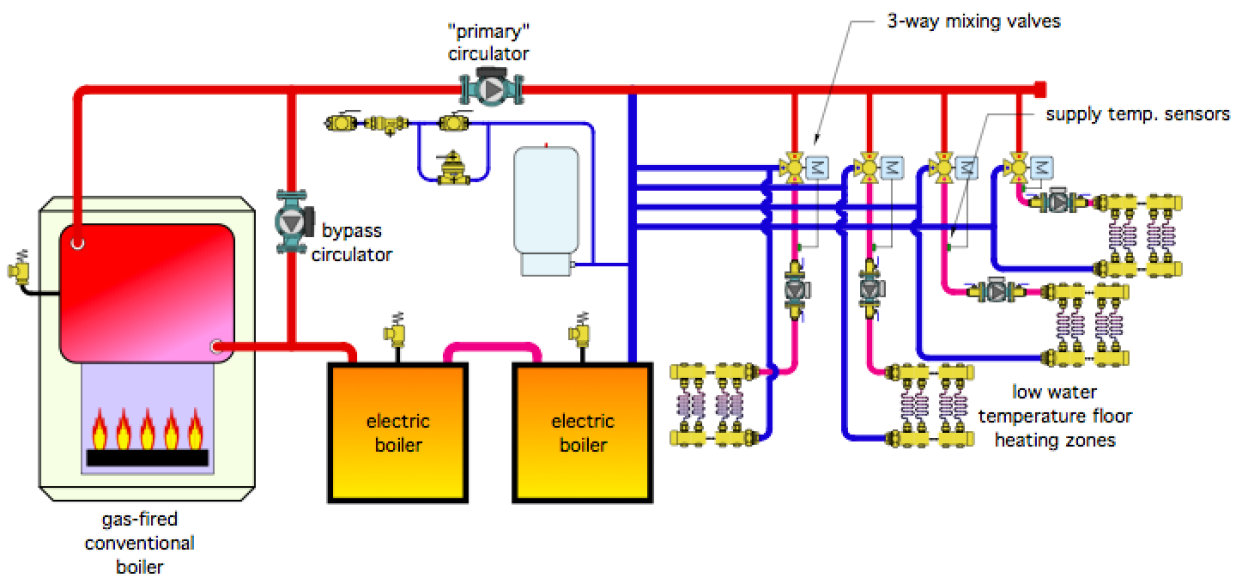 "primary"
circulator
3-way mixing valves
supply temp. sensors
M
M
M
M
bypass
circulator
electric
boiler
electric
boiler
low water
temperature floor
heating zones
gas-fired
conventional
boiler